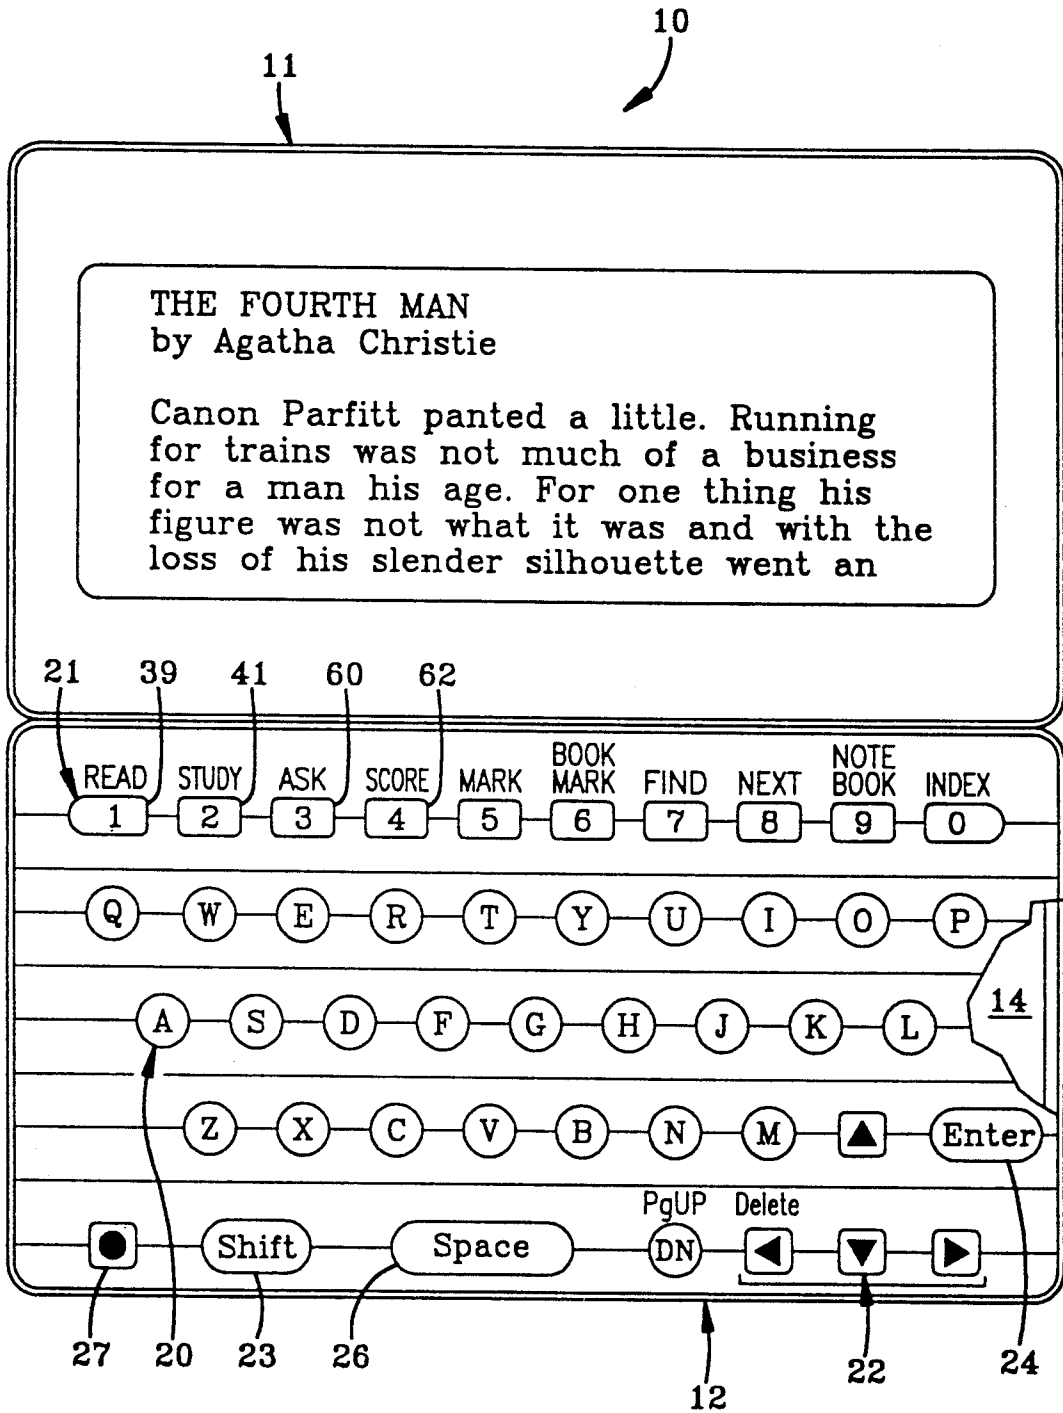 10
11
THE FOURTH MAN
by Agatha Christie
Canon Parfitt panted a little. Running
for trains was not much of a business
for a man his age. For one thing his
figure was not what it was and with the
loss of his slender silhouette went an
21 39 41 60 62
READ STUDY ASK SCORE MARK BOOK MARK FIND NEXT NOTE BOOK INDEX
1 2 3 4 5 6 7 8 9 0
Q W E R T Y U I O P
14
A S D F G H J K L
Z X C V B N M Enter
PgUP Delete
Shift Space DN
27 20 23 26 12 22 24